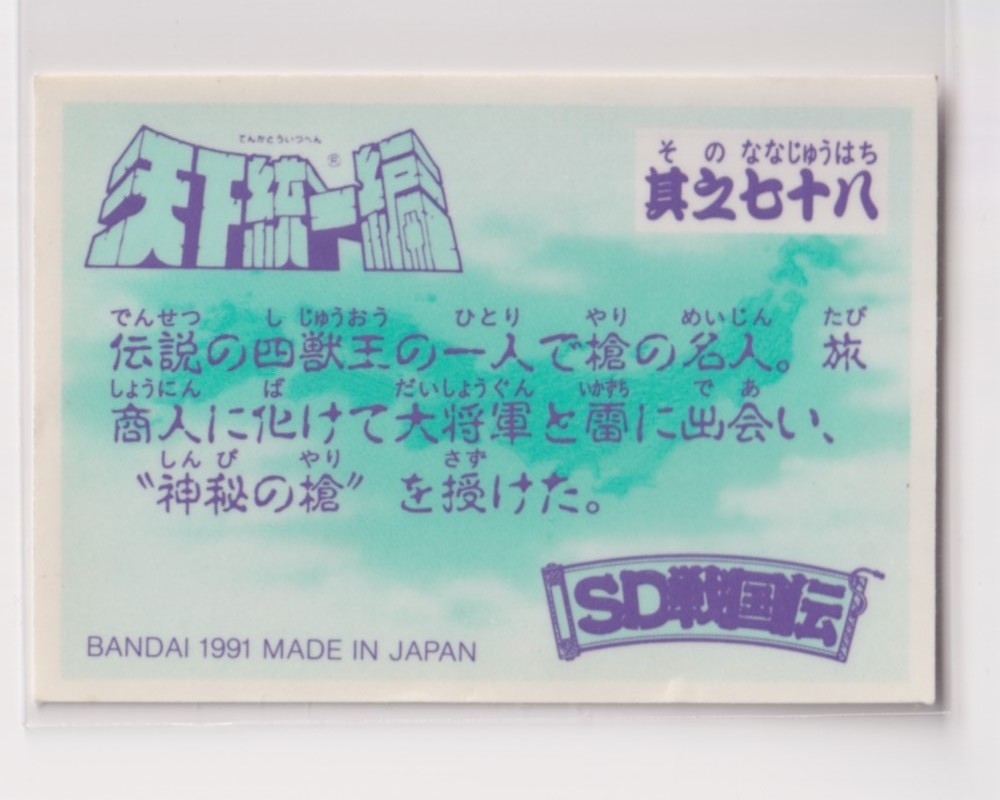 てんかとういつへん
天下統一編®
そのななじゅうはち
其之七十八
でんせつ しじゅうおう ひとり やり めいじん たび
伝説の四獣王の一人で槍の名人。旅
しょうにん ば だいしょうぐん いかずち で あ
商人に化けて大将軍と雷に出会い、
しんぴ やり さず
“神秘の槍”を授けた。
SD戦国伝
BANDAI 1991 MADE IN JAPAN